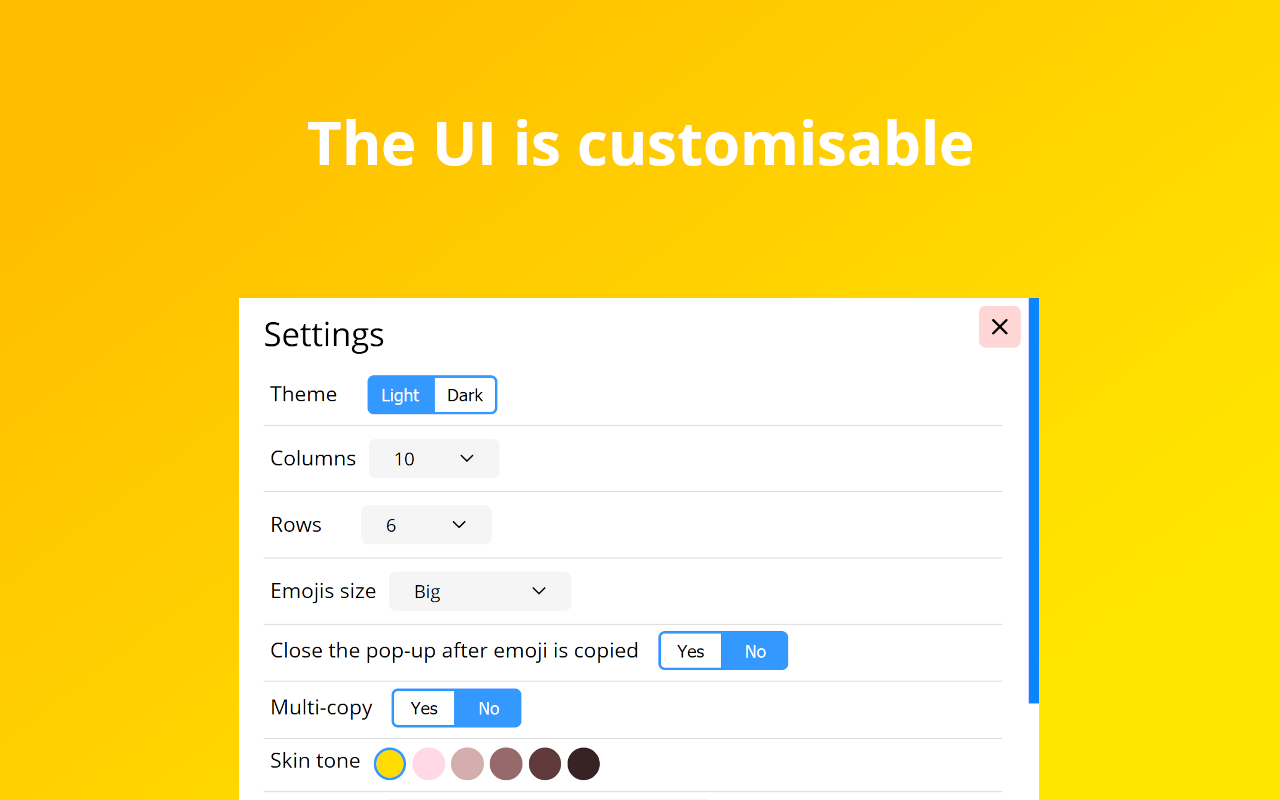 The UI is customisable
Settings
Theme Light Dark
Columns 10
Rows 6
Emojis size Big
Close the pop-up after emoji is copied Yes No
Multi-copy Yes No
Skin tone